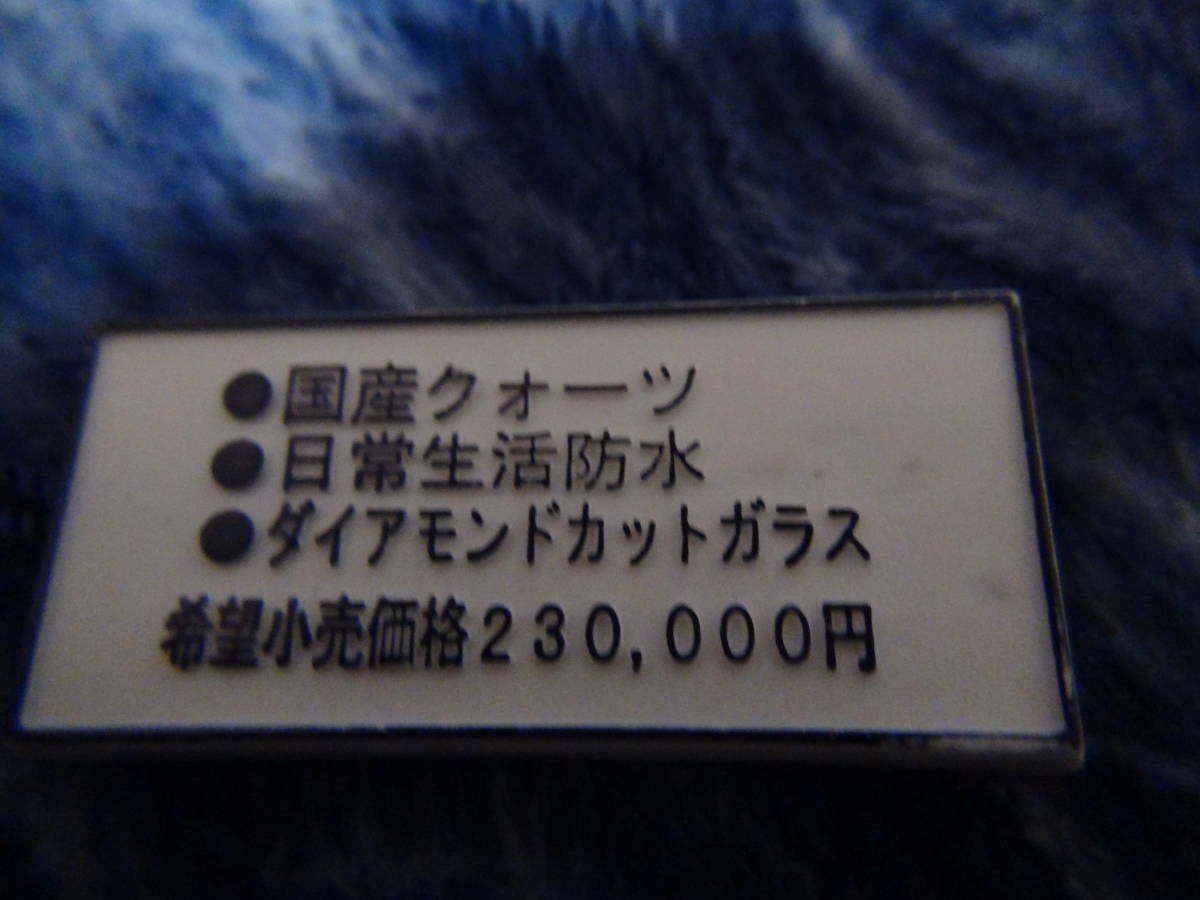 ●国産クォーツ
●日常生活防水
●ダイアモンドカットガラス
希望小売価格２３０,０００円